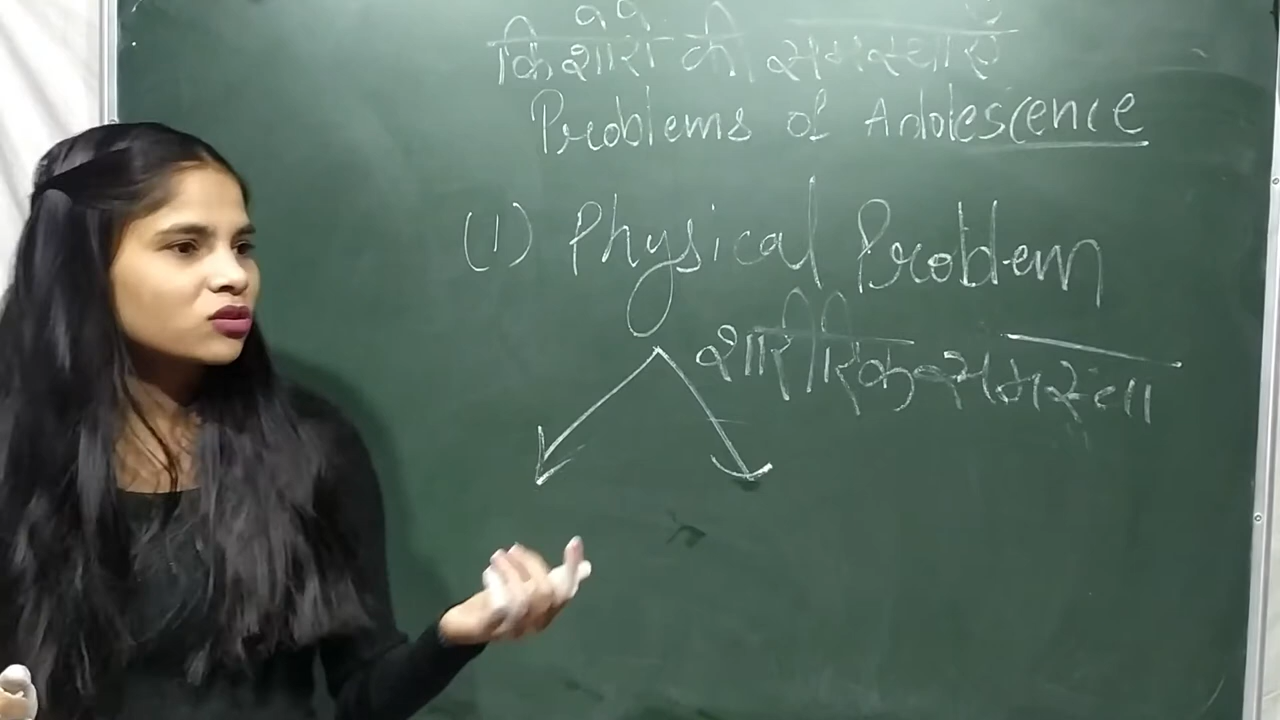 किशोरों की समस्याएँ
Problems of Adolescence
(1) Physical Problem
शारीरिक समस्या